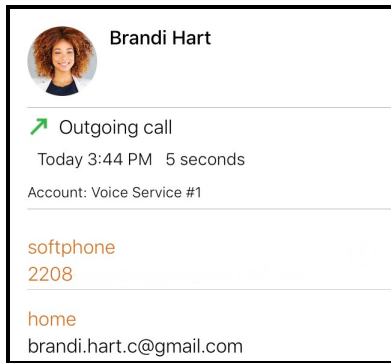 Brandi Hart
Outgoing call
Today 3:44 PM 5 seconds
Account: Voice Service #1
softphone
2208
home
brandi.hart.c@gmail.com